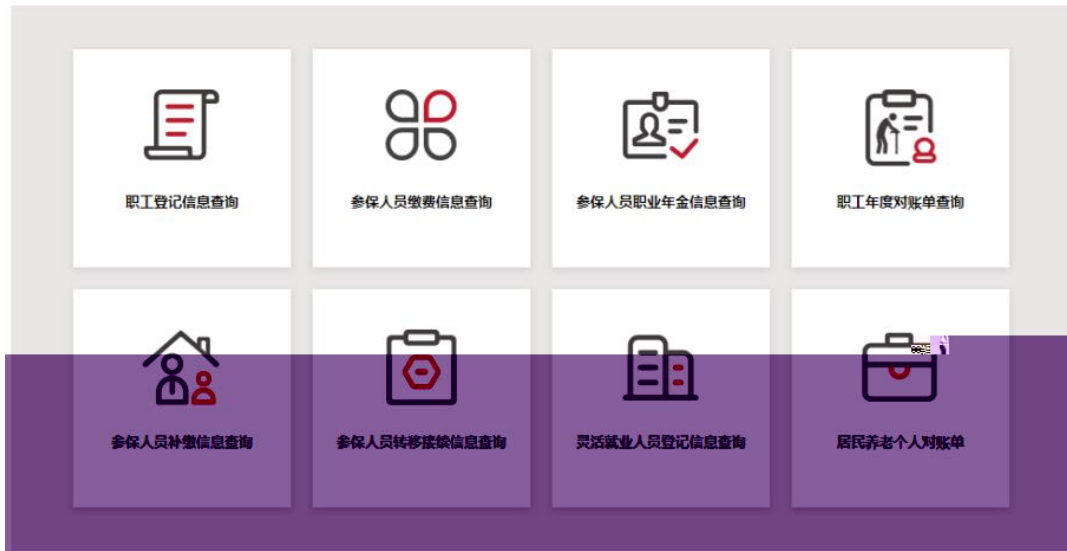 职工登记信息查询
参保人员缴费信息查询
参保人员职业年金信息查询
职工年度对账单查询
参保人员补缴信息查询
参保人员转移接续信息查询
灵活就业人员登记信息查询
居民养老个人对账单